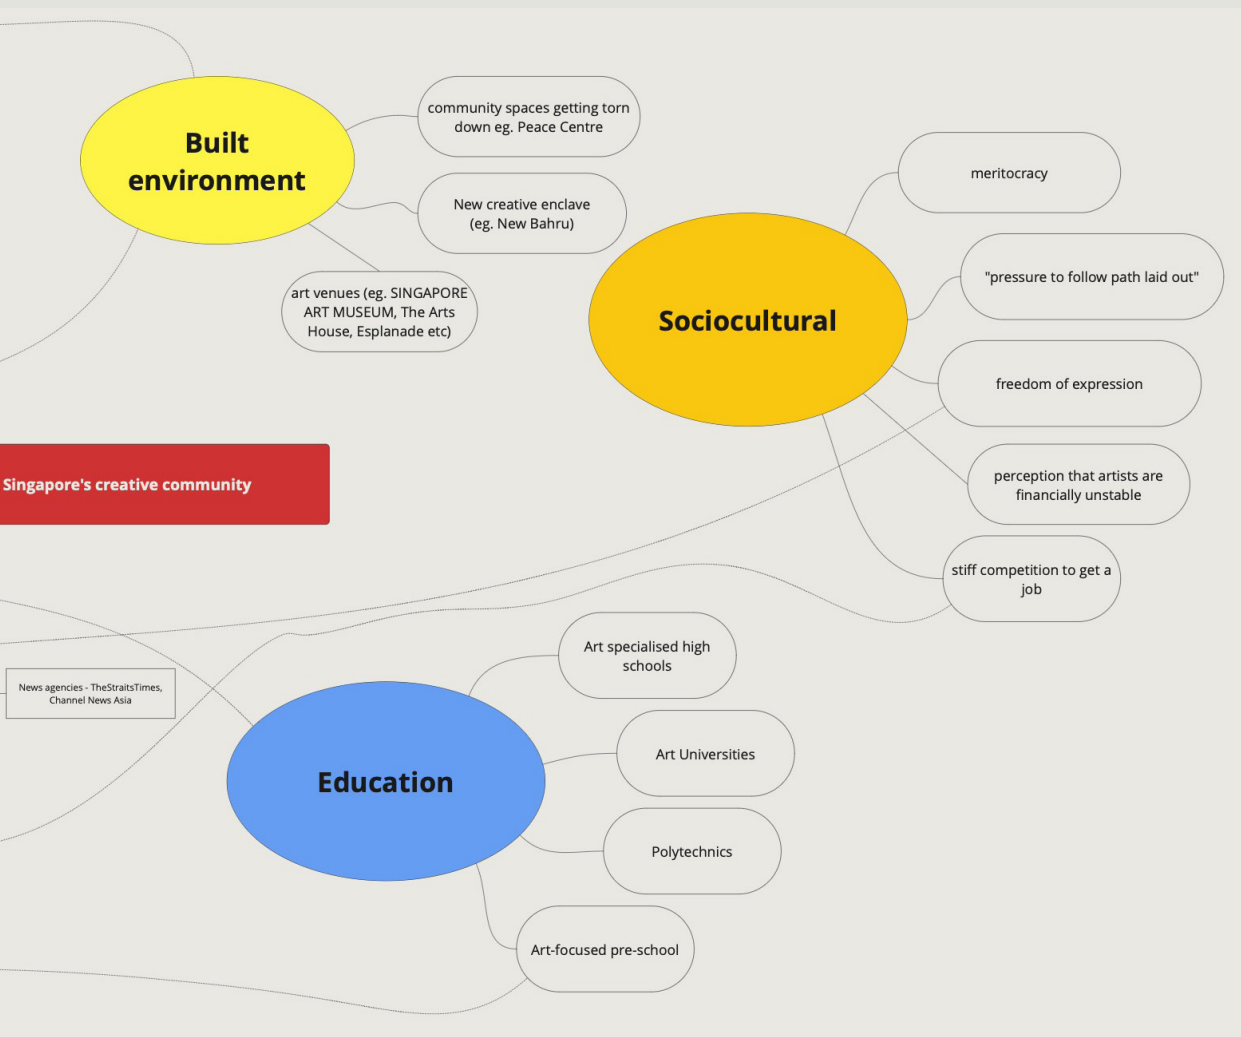 Built
environment
community spaces getting torn
down eg. Peace Centre
New creative enclave
(eg. New Bahru)
art venues (eg. SINGAPORE
ART MUSEUM, The Arts
House, Esplanade etc)
Sociocultural
meritocracy
"pressure to follow path laid out"
freedom of expression
perception that artists are
financially unstable
stiff competition to get a
job
Singapore's creative community
News agencies - TheStraitsTimes,
Channel News Asia
Education
Art specialised high
schools
Art Universities
Polytechnics
Art-focused pre-school